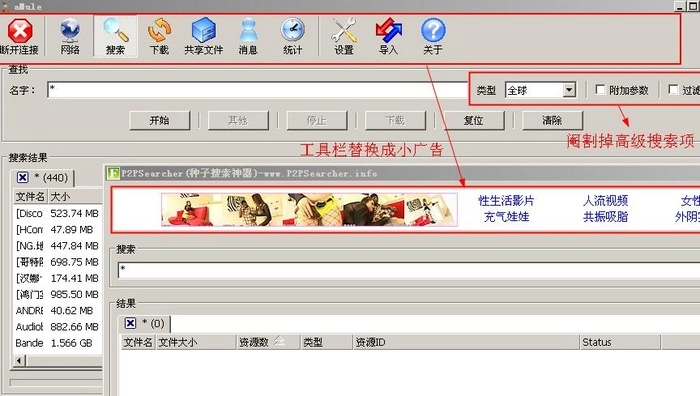 aMule
断开连接 网络 搜索 下载 共享文件 消息 统计 设置 导入 关于
查找
名字: * 类型 全球 附加参数 过滤
开始 其他 停止 下载 复位 清除
工具栏替换成小广告
阉割掉高级搜索项
搜索结果
* (440)
文件名 大小
[Disco 523.74 MB
[HCom 47.89 MB
[NG.地 447.84 MB
[哥特阳 698.75 MB
[汉娜· 174.41 MB
[鸿门宴 985.50 MB
ANDRE 40.62 MB
Audiob 882.66 MB
Bande 1.566 GB
P2PSearcher(种子搜索神器)-www.P2PSearcher.info
性生活影片 人流视频 女性
充气娃娃 共振吸脂 外阴
搜索
*
结果
* (0)
文件名 文件大小 资源数 类型 资源ID Status